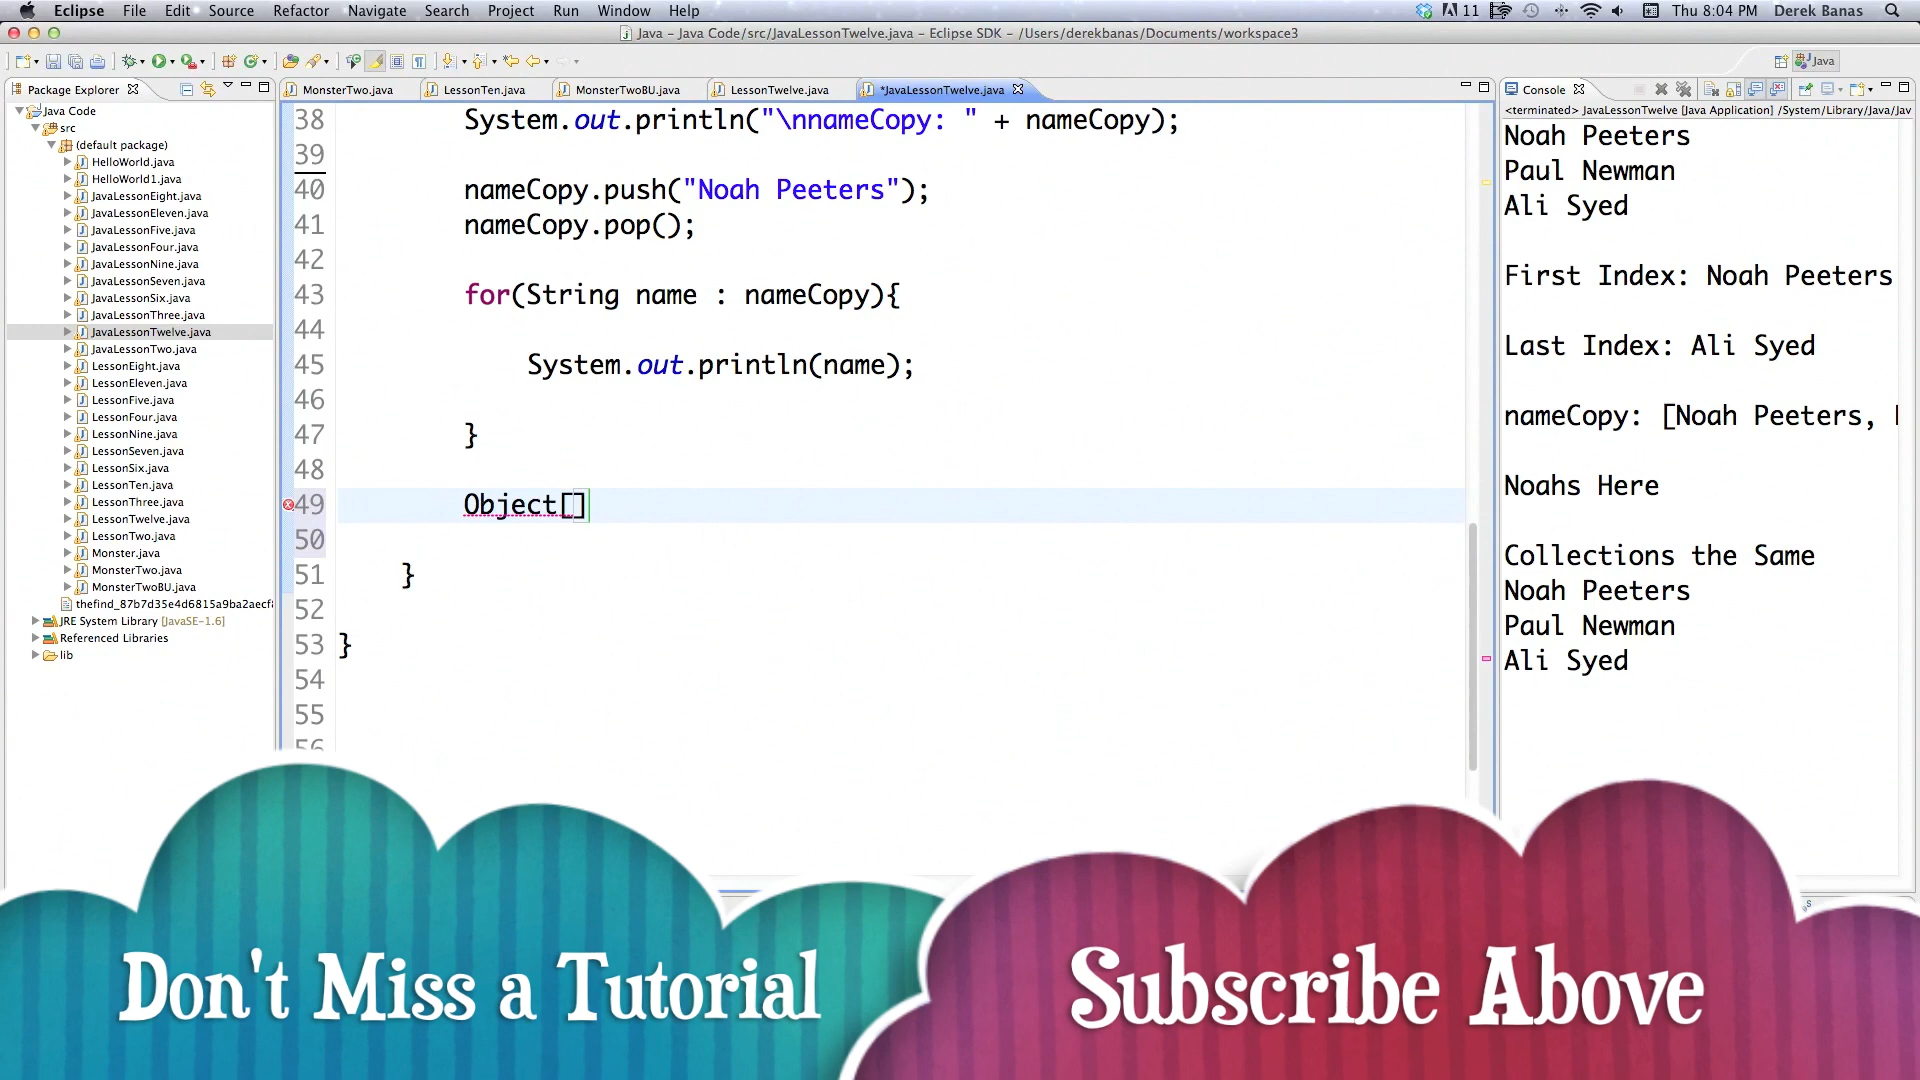 Eclipse File Edit Source Refactor Navigate Search Project Run Window Help 11 Thu 8:04 PM Derek Banas
Java - Java Code/src/JavaLessonTwelve.java - Eclipse SDK - /Users/derekbanas/Documents/workspace3
Java
Package Explorer
Java Code
src
(default package)
HelloWorld.java
HelloWorld1.java
JavaLessonEight.java
JavaLessonEleven.java
JavaLessonFive.java
JavaLessonFour.java
JavaLessonNine.java
JavaLessonSeven.java
JavaLessonSix.java
JavaLessonThree.java
JavaLessonTwelve.java
JavaLessonTwo.java
LessonEight.java
LessonEleven.java
LessonFive.java
LessonFour.java
LessonNine.java
LessonSeven.java
LessonSix.java
LessonTen.java
LessonThree.java
LessonTwelve.java
LessonTwo.java
Monster.java
MonsterTwo.java
MonsterTwoBU.java
thefind_87b7d35e4d6815a9ba2aecf8
JRE System Library [JavaSE-1.6]
Referenced Libraries
lib
MonsterTwo.java LessonTen.java MonsterTwoBU.java LessonTwelve.java *JavaLessonTwelve.java
38 System.out.println("\nnameCopy: " + nameCopy);
39
40 nameCopy.push("Noah Peeters");
41 nameCopy.pop();
42
43 for(String name : nameCopy){
44
45 System.out.println(name);
46
47 }
48
49 Object[]
50
51 }
52
53 }
54
55
56
Console
<terminated> JavaLessonTwelve [Java Application] /System/Library/Java/Jav
Noah Peeters
Paul Newman
Ali Syed
First Index: Noah Peeters
Last Index: Ali Syed
nameCopy: [Noah Peeters,
Noahs Here
Collections the Same
Noah Peeters
Paul Newman
Ali Syed
Don't Miss a Tutorial
Subscribe Above